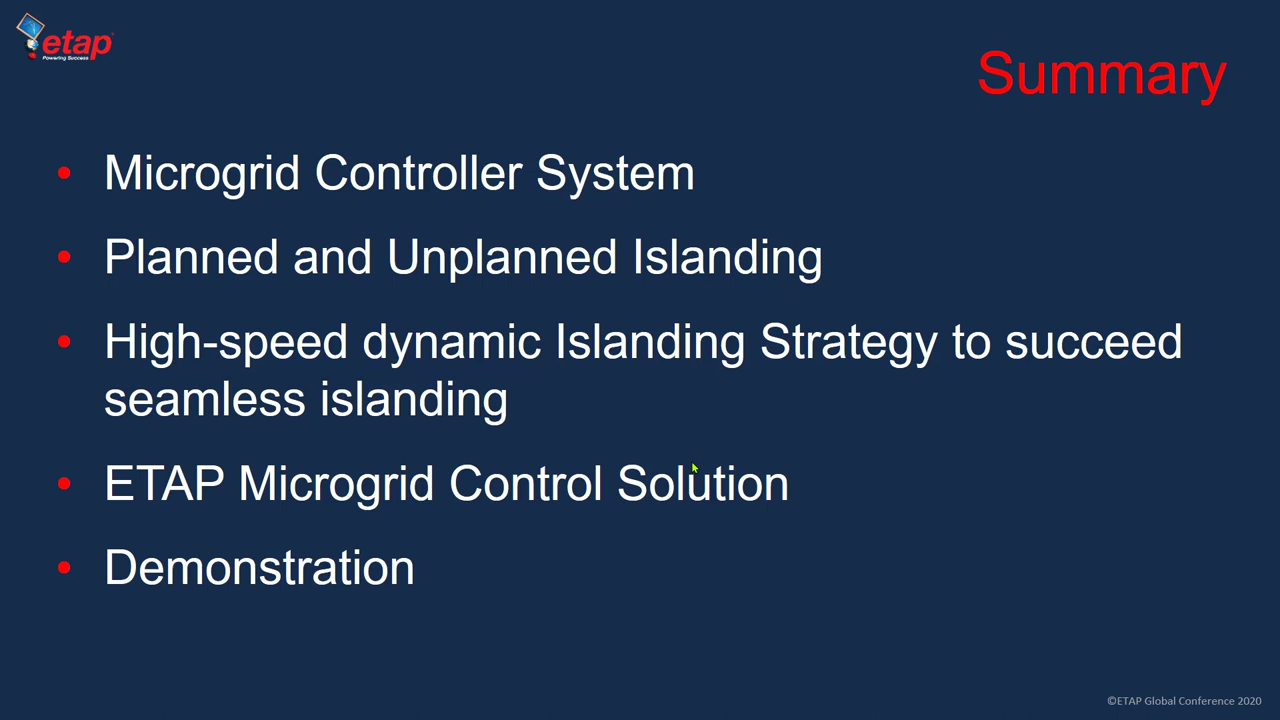 etap
Powering Success
Summary
• Microgrid Controller System
• Planned and Unplanned Islanding
• High-speed dynamic Islanding Strategy to succeed
seamless islanding
• ETAP Microgrid Control Solution
• Demonstration
©ETAP Global Conference 2020